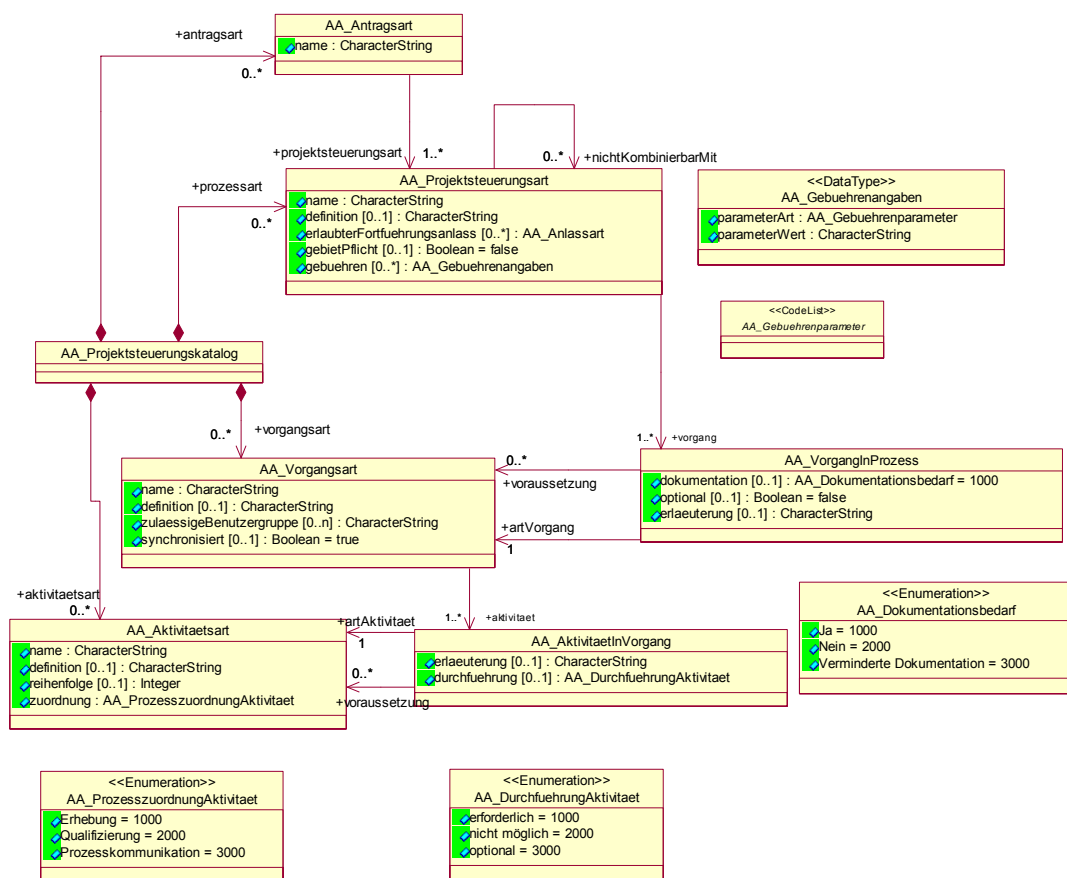 AA_Antragsart
name : CharacterString
+antragsart
0..*
+projektsteuerungsart
1..*
0..*
+nichtKombinierbarMit
+prozessart
0..*
AA_Projektsteuerungsart
name : CharacterString
definition [0..1] : CharacterString
erlaubterFortfuehrungsanlass [0..*] : AA_Anlassart
gebietPflicht [0..1] : Boolean = false
gebuehren [0..*] : AA_Gebuehrenangaben
<<DataType>>
AA_Gebuehrenangaben
parameterArt : AA_Gebuehrenparameter
parameterWert : CharacterString
<<CodeList>>
AA_Gebuehrenparameter
AA_Projektsteuerungskatalog
0..*
+vorgangsart
1..*
+vorgang
AA_Vorgangsart
name : CharacterString
definition [0..1] : CharacterString
zulaessigeBenutzergruppe [0..n] : CharacterString
synchronisiert [0..1] : Boolean = true
0..*
+voraussetzung
+artVorgang
1
AA_VorgangInProzess
dokumentation [0..1] : AA_Dokumentationsbedarf = 1000
optional [0..1] : Boolean = false
erlaeuterung [0..1] : CharacterString
+aktivitaetsart
0..*
1..*
+aktivitaet
AA_Aktivitaetsart
name : CharacterString
definition [0..1] : CharacterString
reihenfolge [0..1] : Integer
zuordnung : AA_ProzesszuordnungAktivitaet
+artAktivitaet
1
0..*
+voraussetzung
AA_AktivitaetInVorgang
erlaeuterung [0..1] : CharacterString
durchfuehrung [0..1] : AA_DurchfuehrungAktivitaet
<<Enumeration>>
AA_Dokumentationsbedarf
Ja = 1000
Nein = 2000
Verminderte Dokumentation = 3000
<<Enumeration>>
AA_ProzesszuordnungAktivitaet
Erhebung = 1000
Qualifizierung = 2000
Prozesskommunikation = 3000
<<Enumeration>>
AA_DurchfuehrungAktivitaet
erforderlich = 1000
nicht möglich = 2000
optional = 3000